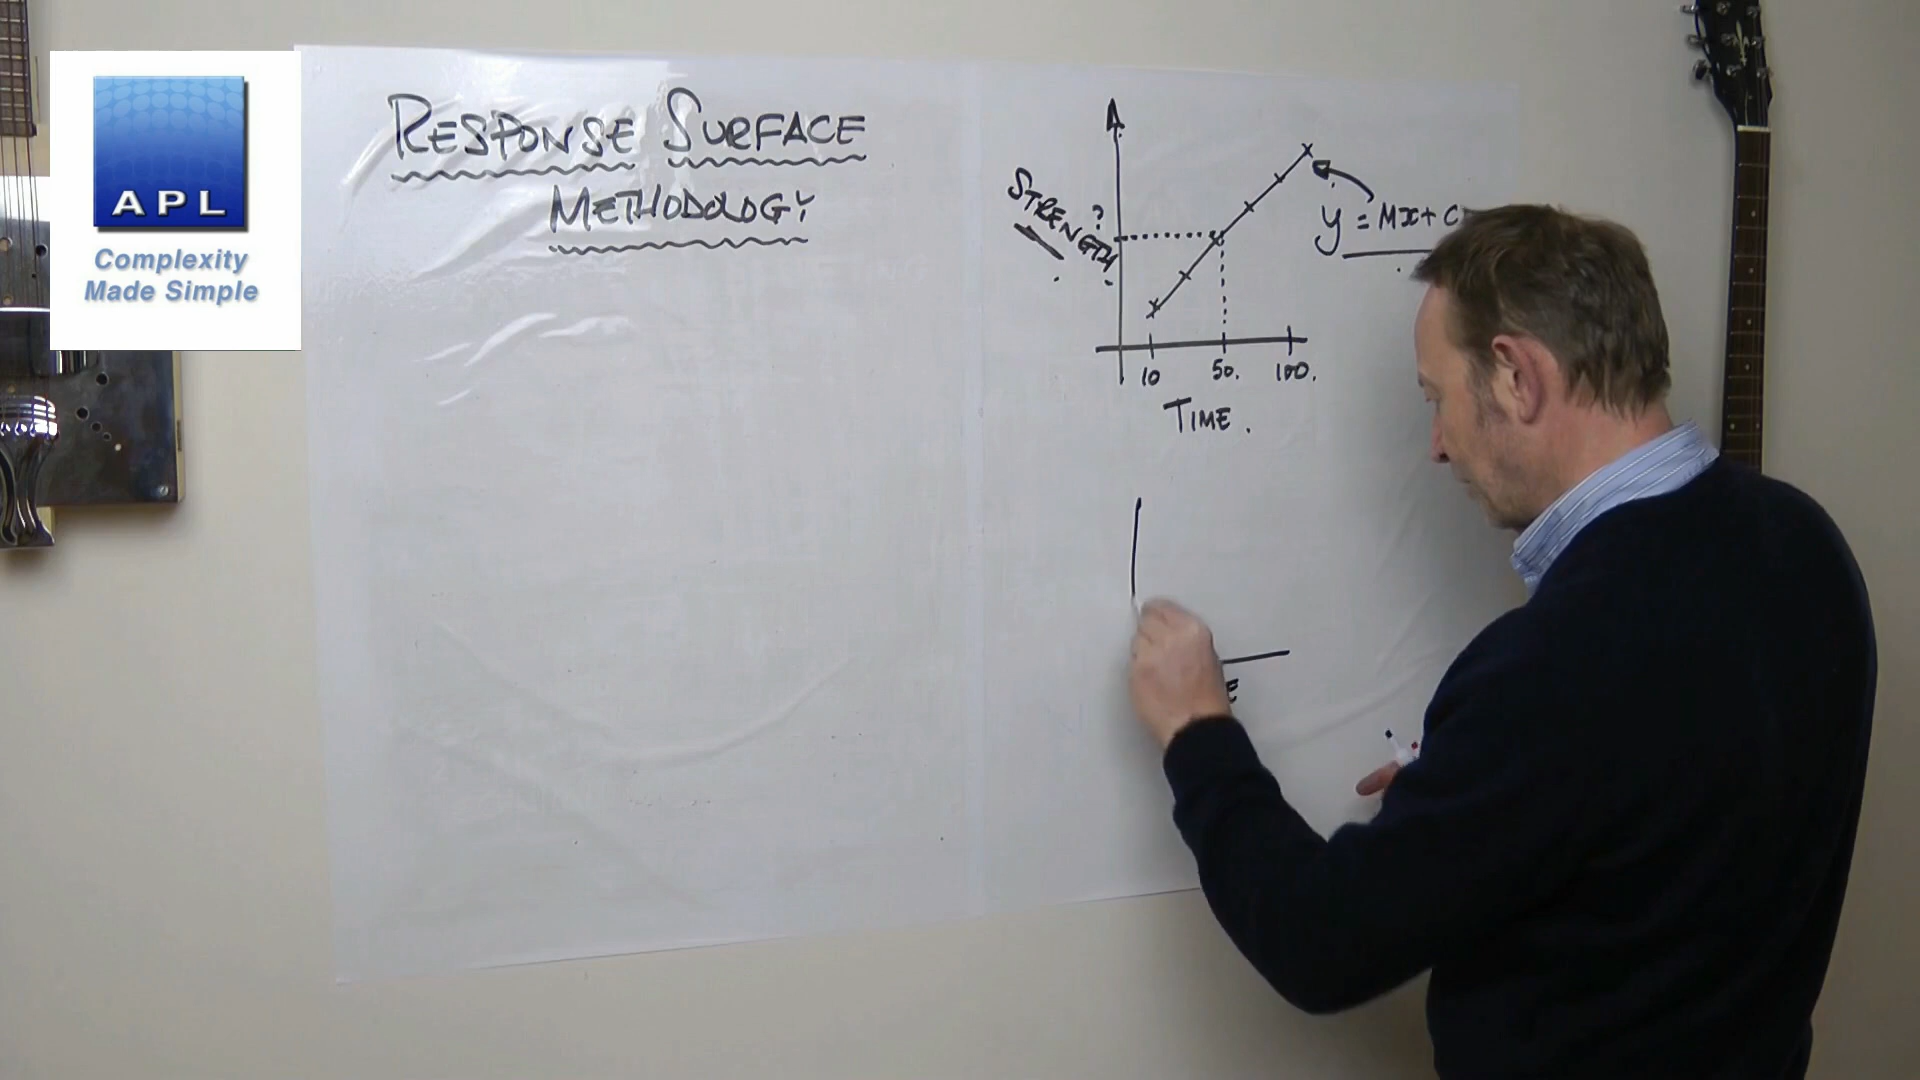 APL
Complexity
Made Simple
RESPONSE SURFACE
METHODOLOGY
STRENGTH
?
y = Mx + C
10 50. 100.
TIME.